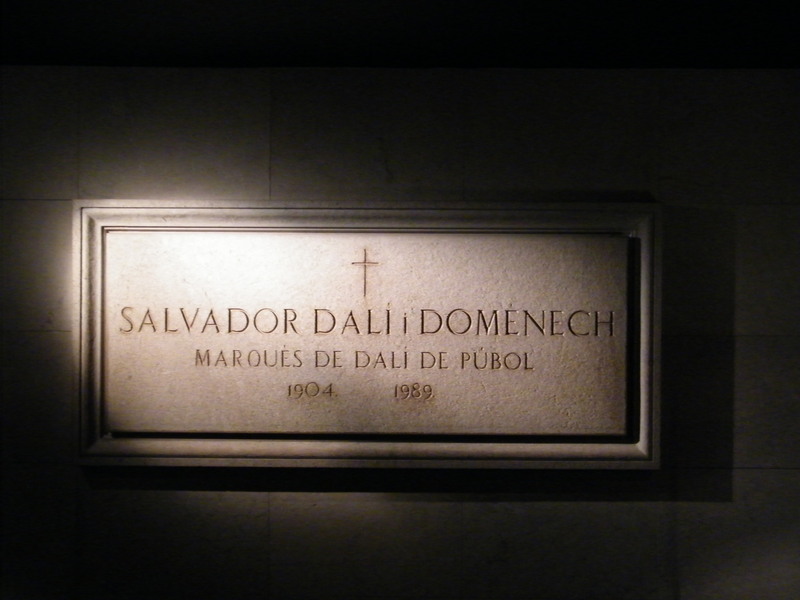 SALVADOR DALÍ i DOMÈNECH
MARQUÈS DE DALÍ DE PÚBOL
1904 1989